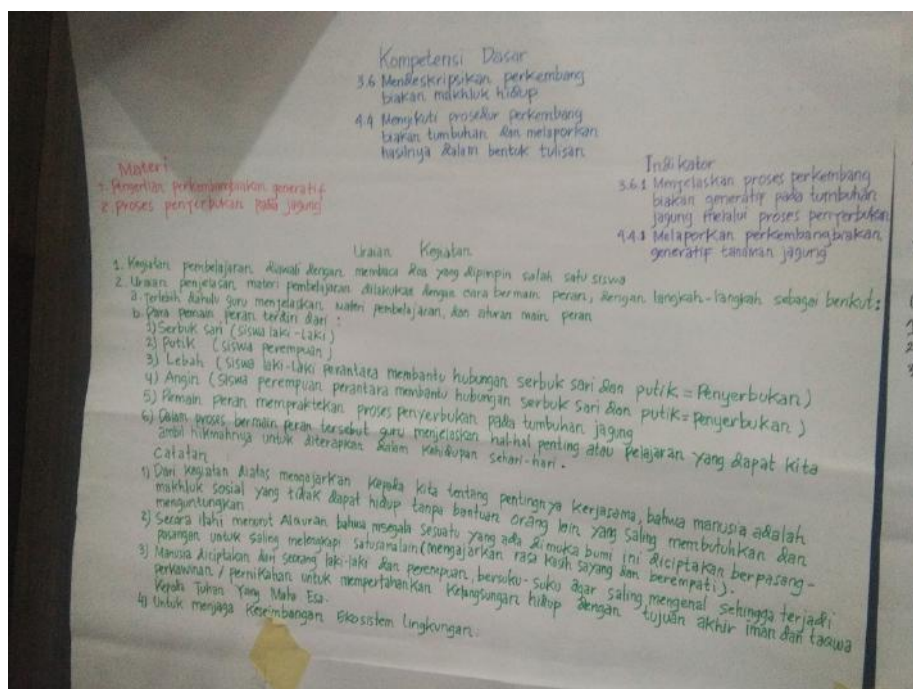 Kompetensi Dasar
3.6 Mendeskripsikan perkembang
biakan makhluk hidup
4.4 Mengikuti prosedur perkembang
biakan tumbuhan dan melaporkan
hasilnya dalam bentuk tulisan
Materi
1. Pengertian perkembangbiakan generatif
2. Proses penyerbukan pada jagung
Indikator
3.6.1 Menjelaskan proses perkembang
biakan generatif pada tumbuhan
jagung melalui proses penyerbukan
4.4.1 Melaporkan perkembangbiakan
generatif tanaman jagung
Uraian Kegiatan
1. Kegiatan pembelajaran diawali dengan membaca doa yang dipimpin salah satu siswa
2. Uraian penjelasan materi pembelajaran dilakukan dengan cara bermain peran, dengan langkah-langkah sebagai berikut:
a. Terlebih dahulu guru menjelaskan materi pembelajaran, dan aturan main peran
b. Para pemain peran terdiri dari :
1) Serbuk sari (siswa laki-laki)
2) Putik (siswa perempuan)
3) Lebah (siswa laki-laki perantara membantu hubungan serbuk sari dan putik = Penyerbukan)
4) Angin (siswa perempuan perantara membantu hubungan serbuk sari dan putik = penyerbukan)
5) Pemain peran mempraktekan proses penyerbukan pada tumbuhan jagung
6) Dalam proses bermain peran tersebut guru menjelaskan hal-hal penting atau pelajaran yang dapat kita
ambil hikmahnya untuk diterapkan dalam kehidupan sehari-hari.
Catatan
1) Dari kegiatan diatas mengajarkan kepada kita tentang pentingnya kerjasama, bahwa manusia adalah
makhluk sosial yang tidak dapat hidup tanpa bantuan orang lain yang saling membutuhkan dan
menguntungkan
2) Secara ilahi menurut Alquran bahwa segala sesuatu yang ada di muka bumi ini diciptakan berpasang-
pasangan untuk saling melengkapi satusamalain (mengajarkan rasa kasih sayang dan berempati).
3) Manusia diciptakan dari seorang laki-laki dan perempuan, bersuku-suku agar saling mengenal sehingga terjadi
perkawinan / pernikahan untuk mempertahankan kelangsungan hidup dengan tujuan akhir iman dan taqwa
kepada Tuhan Yang Maha Esa.
4) Untuk menjaga keseimbangan Ekosistem Lingkungan.